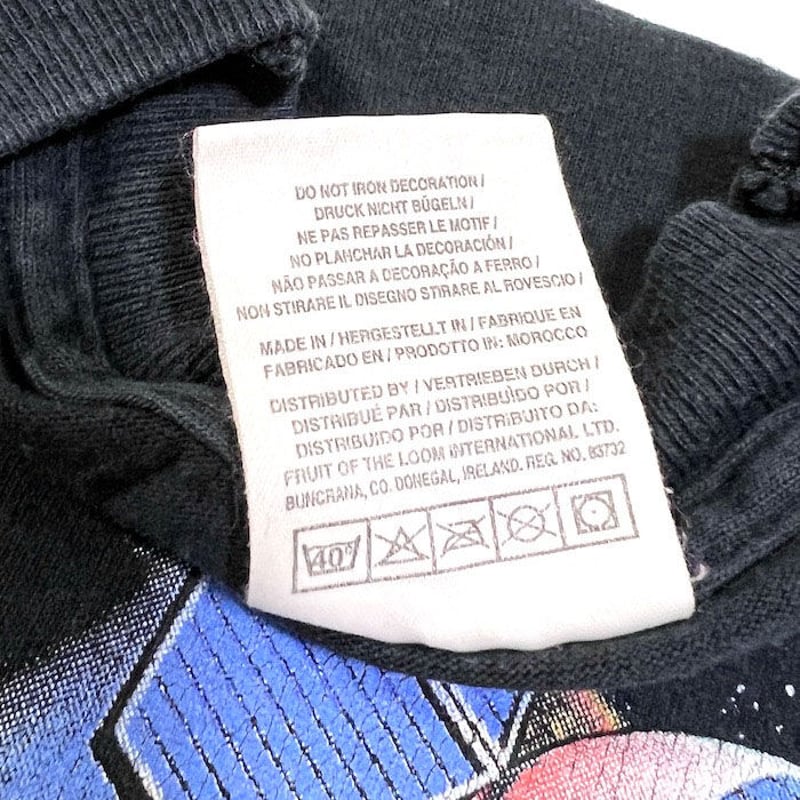 DO NOT IRON DECORATION /
DRUCK NICHT BÜGELN /
NE PAS REPASSER LE MOTIF /
NO PLANCHAR LA DECORACIÓN /
NÃO PASSAR A DECORAÇÃO A FERRO /
NON STIRARE IL DISEGNO STIRARE AL ROVESCIO /
MADE IN / HERGESTELLT IN / FABRIQUE EN
FABRICADO EN / PRODOTTO IN: MOROCCO
DISTRIBUTED BY / VERTRIEBEN DURCH /
DISTRIBUÉ PAR / DISTRIBUÌDO POR /
DISTRIBUIDO POR / DISTRIBUITO DA:
FRUIT OF THE LOOM INTERNATIONAL LTD.
BUNCRANA, CO. DONEGAL, IRELAND. REG. NO. 63732
40°